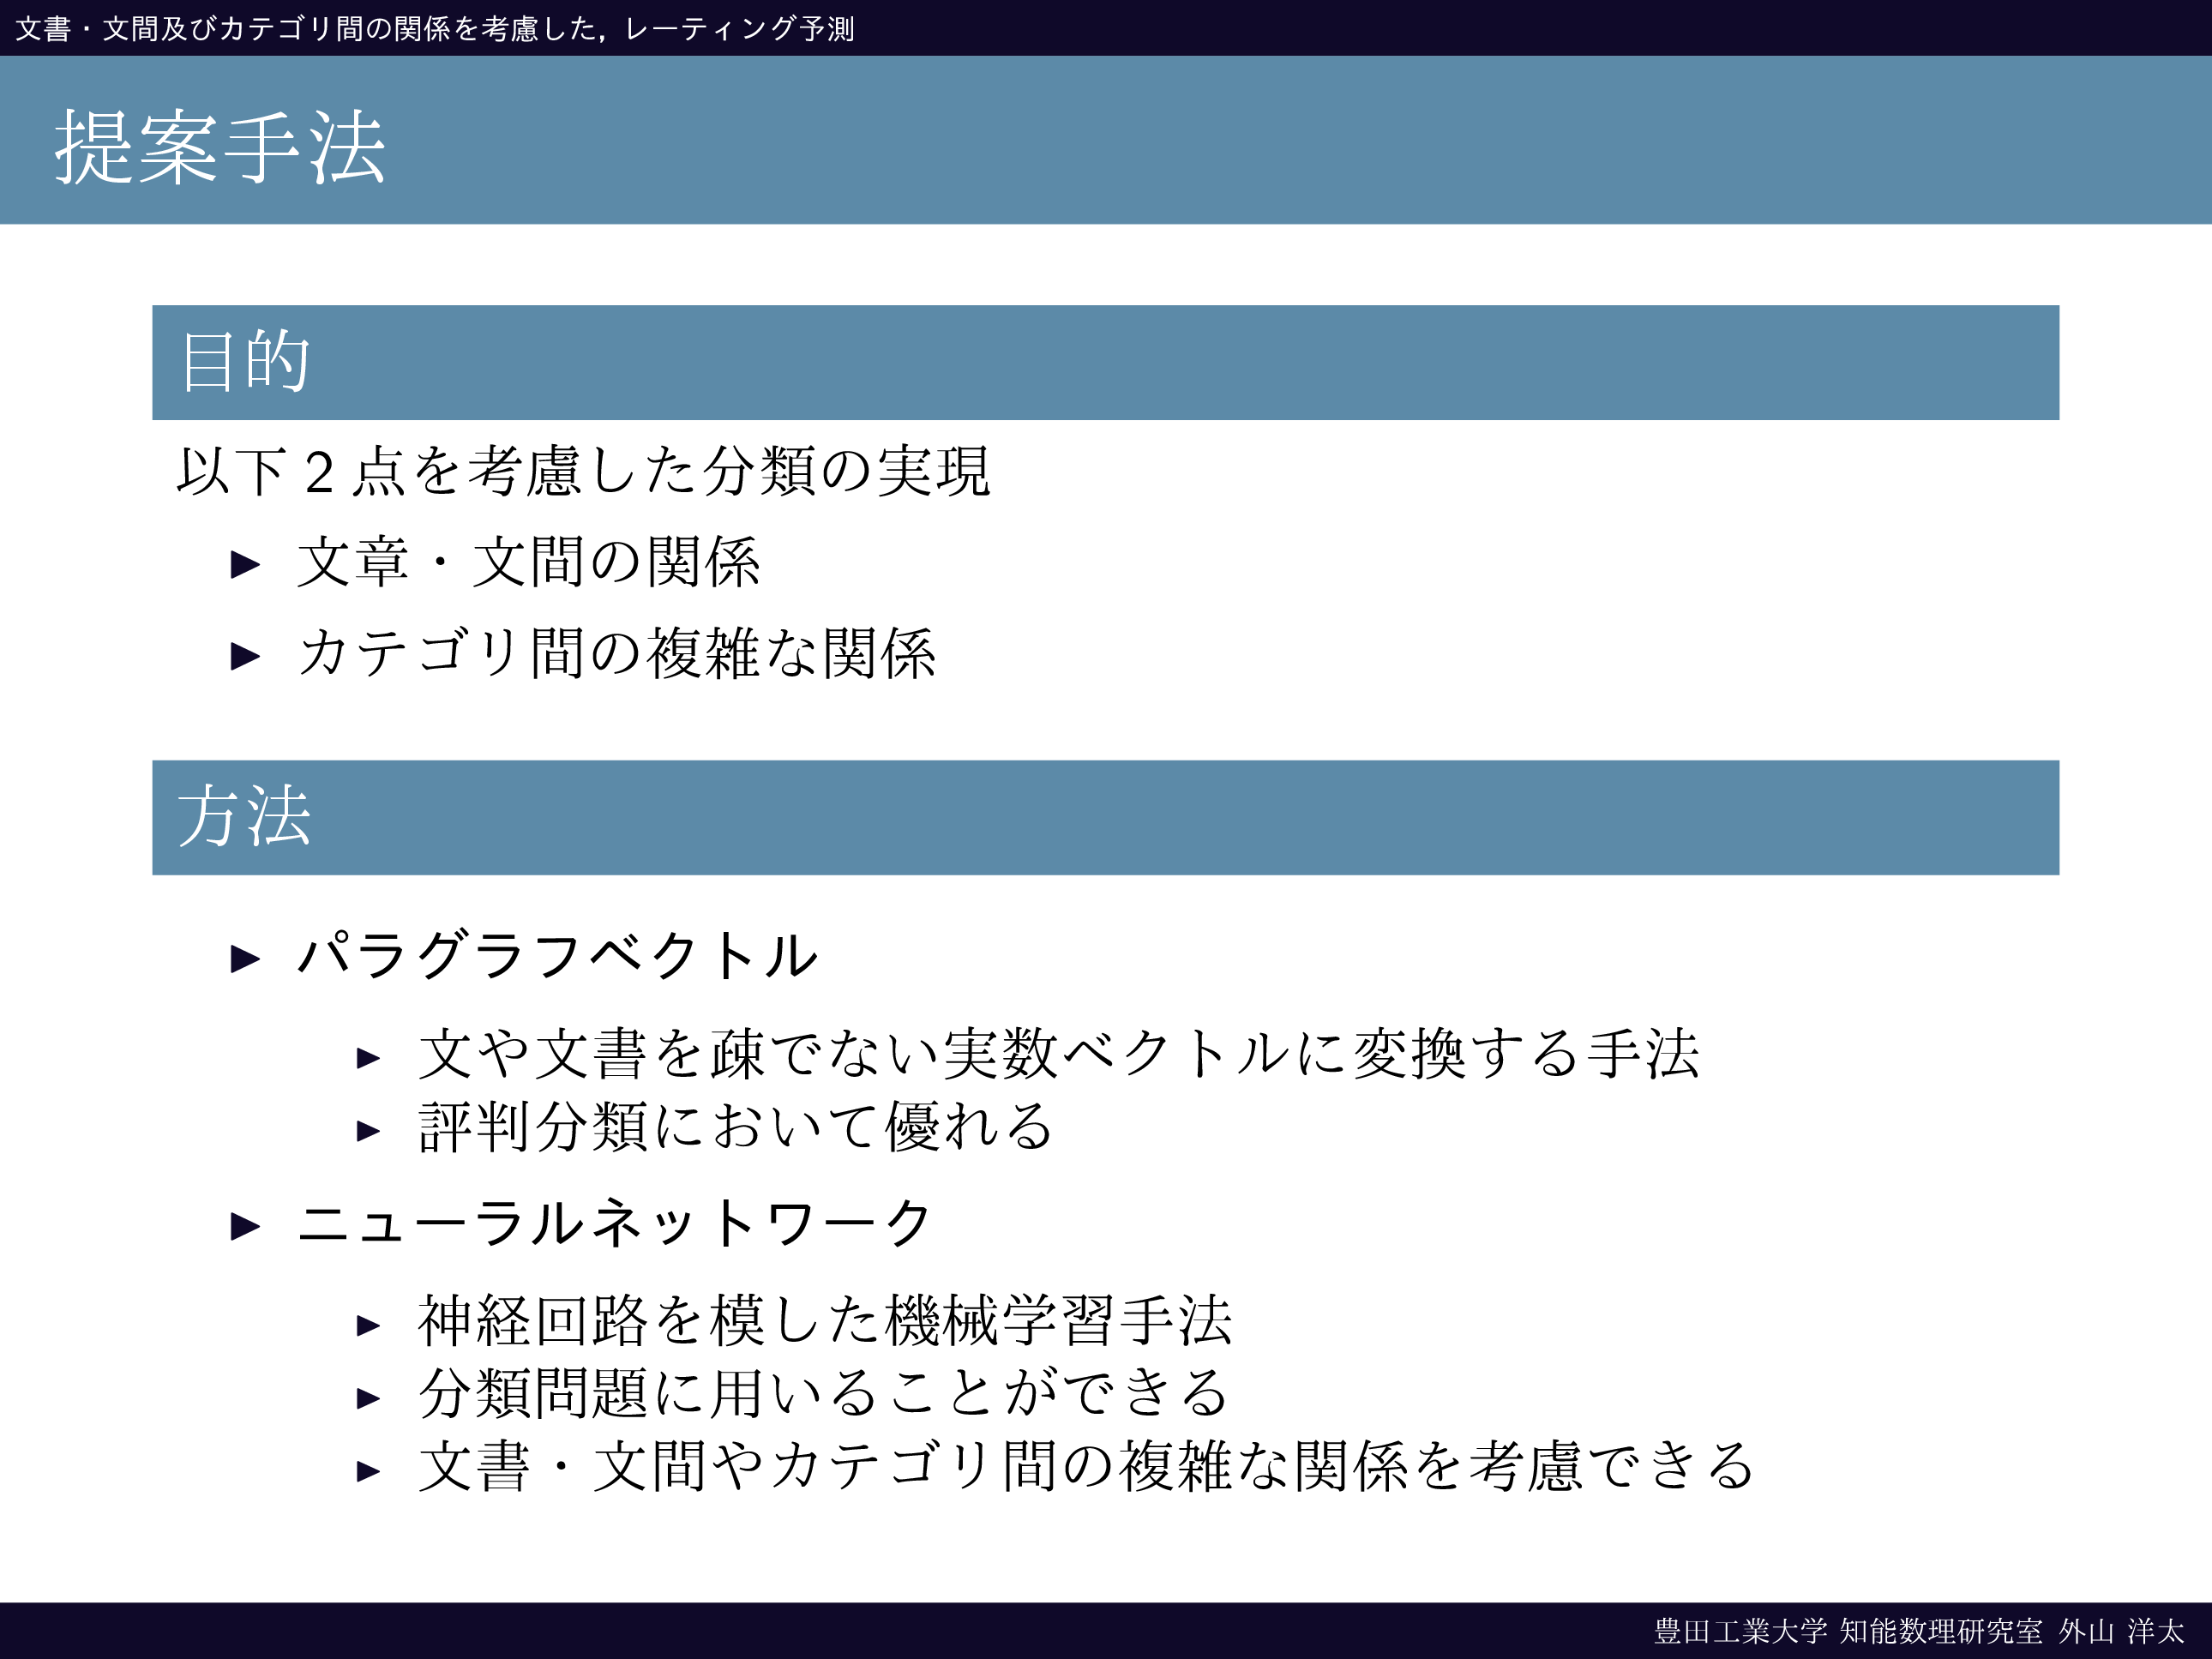 文書・文間及びカテゴリ間の関係を考慮した，レーティング予測
提案手法
目的
以下 2 点を考慮した分類の実現
▶ 文章・文間の関係
▶ カテゴリ間の複雑な関係
方法
▶ パラグラフベクトル
▶ 文や文書を疎でない実数ベクトルに変換する手法
▶ 評判分類において優れる
▶ ニューラルネットワーク
▶ 神経回路を模した機械学習手法
▶ 分類問題に用いることができる
▶ 文書・文間やカテゴリ間の複雑な関係を考慮できる
豊田工業大学 知能数理研究室 外山 洋太